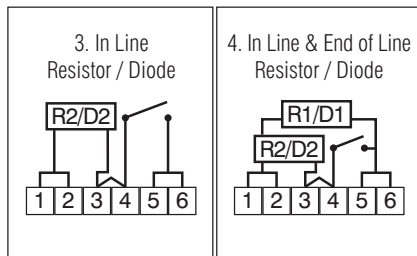 3. In Line
Resistor / Diode
R2/D2
1 2 3 4 5 6
4. In Line & End of Line
Resistor / Diode
R1/D1
R2/D2
1 2 3 4 5 6